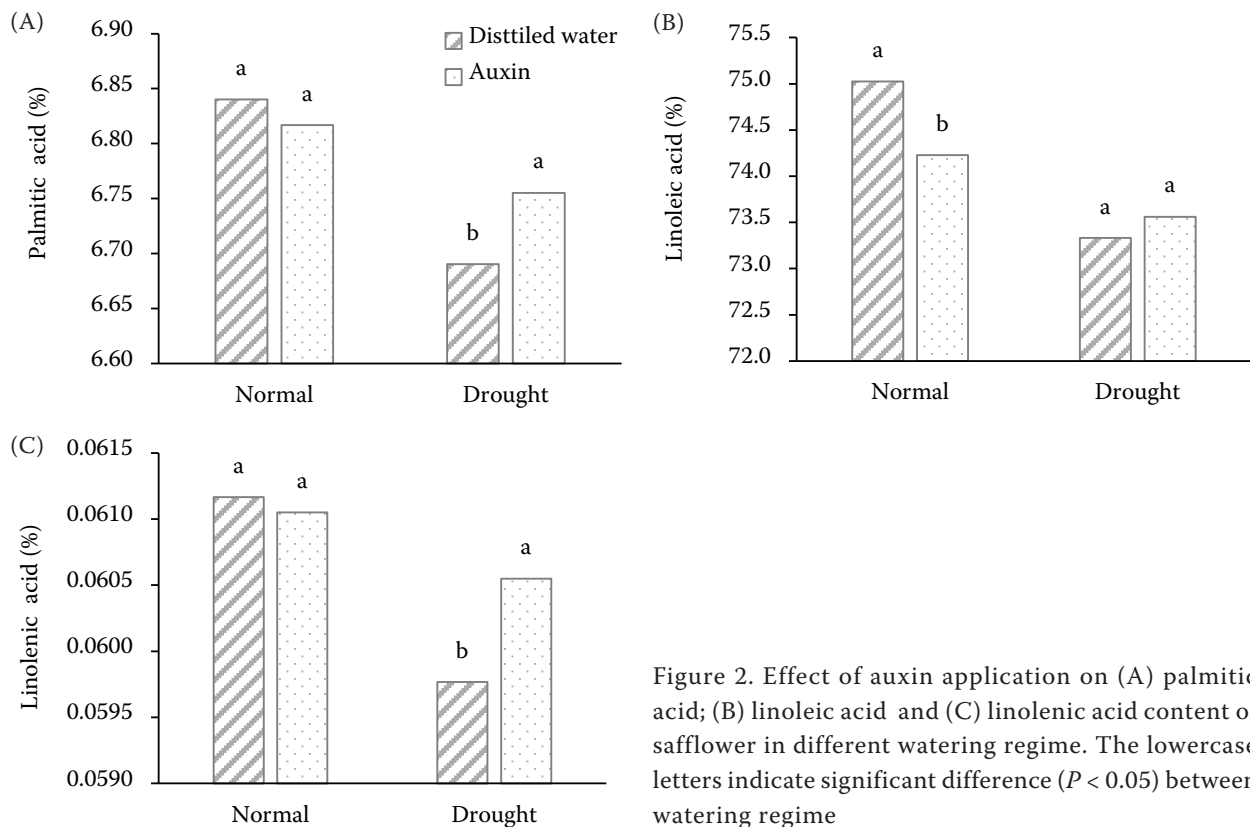 (A)
6.90
6.85
6.80
6.75
6.70
6.65
6.60
Palmitic acid (%)
Disttiled water
Auxin
a
a
b
a
Normal
Drought
(B)
75.5
75.0
74.5
74.0
73.5
73.0
72.5
72.0
Linoleic acid (%)
a
b
a
a
Normal
Drought
(C)
0.0615
0.0610
0.0605
0.0600
0.0595
0.0590
Linolenic acid (%)
a
a
b
a
Normal
Drought
Figure 2. Effect of auxin application on (A) palmitic
acid; (B) linoleic acid and (C) linolenic acid content o
safflower in different watering regime. The lowercase
letters indicate significant difference (P < 0.05) between
watering regime